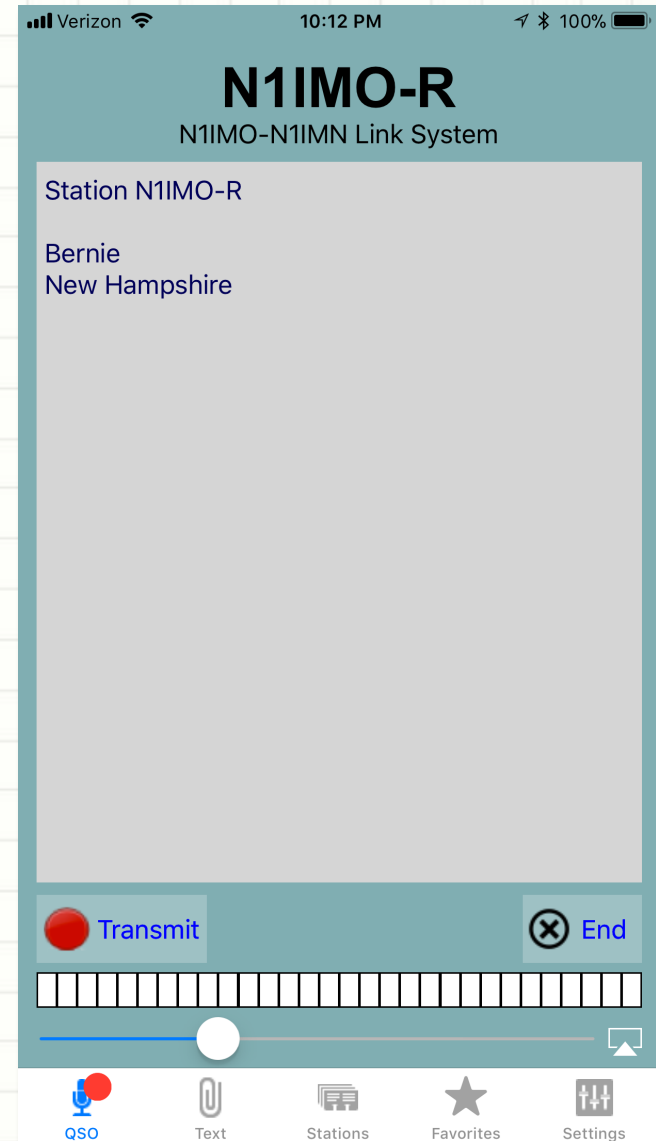 Verizon 10:12 PM 100%
N1IMO-R
N1IMO-N1IMN Link System
Station N1IMO-R
Bernie
New Hampshire
Transmit End
QSO Text Stations Favorites Settings